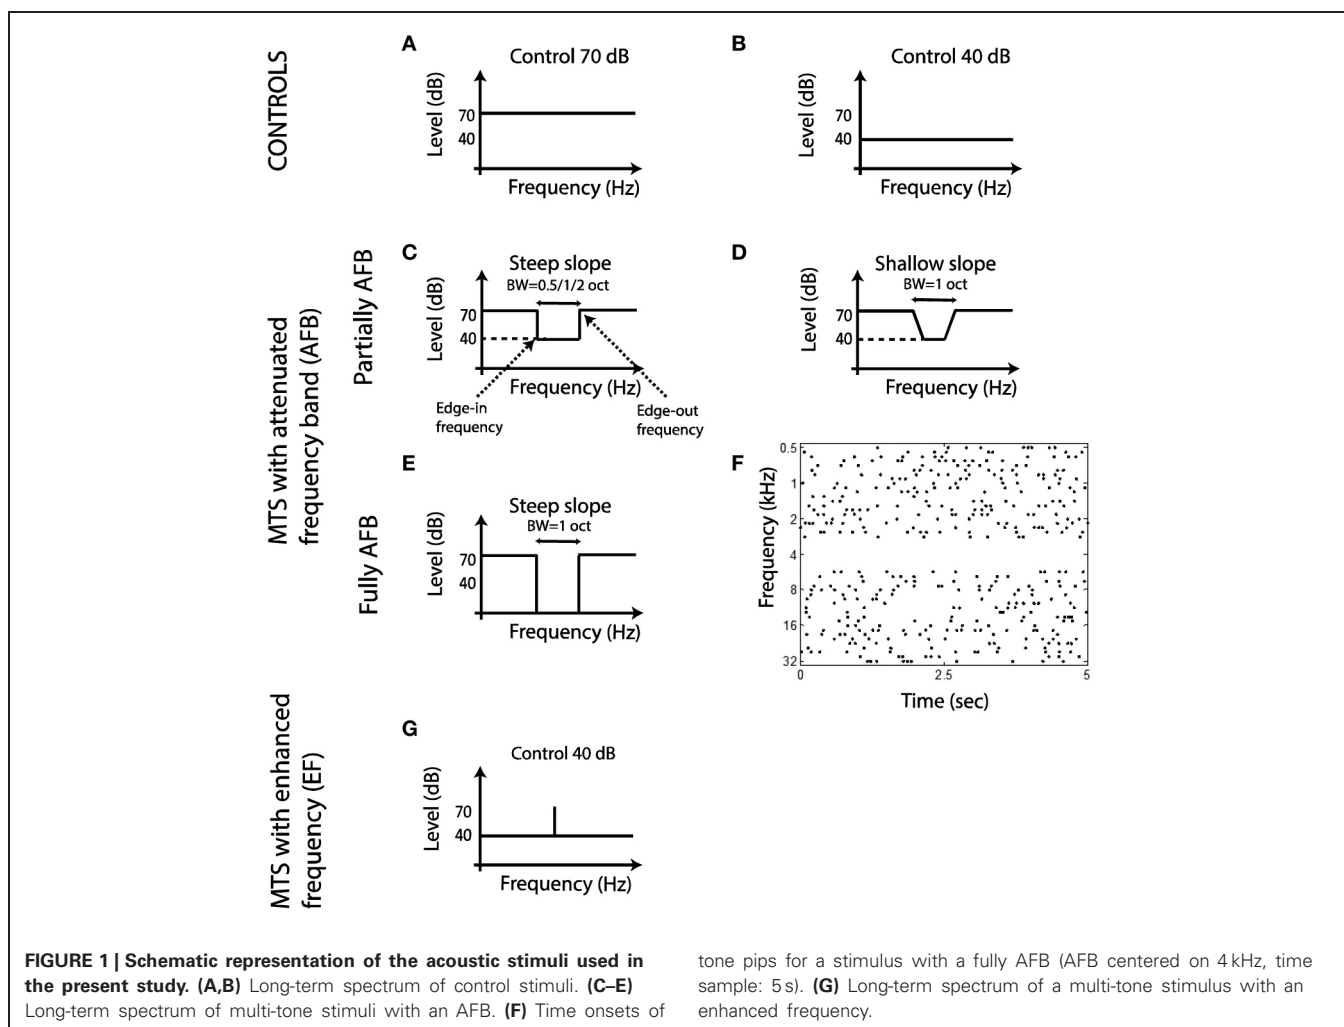 CONTROLS
A
Control 70 dB
Level (dB)
70
40
Frequency (Hz)
B
Control 40 dB
Level (dB)
70
40
Frequency (Hz)
MTS with attenuated
frequency band (AFB)
Partially AFB
C
Steep slope
BW=0.5/1/2 oct
Level (dB)
70
40
Frequency (Hz)
Edge-in
frequency
Edge-out
frequency
D
Shallow slope
BW=1 oct
Level (dB)
70
40
Frequency (Hz)
Fully AFB
E
Steep slope
BW=1 oct
Level (dB)
70
40
Frequency (Hz)
F
Frequency (kHz)
0.5
1
2
4
8
16
32
0
2.5
5
Time (sec)
MTS with enhanced
frequency (EF)
G
Control 40 dB
Level (dB)
70
40
Frequency (Hz)
FIGURE 1 | Schematic representation of the acoustic stimuli used in
the present study. (A,B) Long-term spectrum of control stimuli. (C–E)
Long-term spectrum of multi-tone stimuli with an AFB. (F) Time onsets of
tone pips for a stimulus with a fully AFB (AFB centered on 4 kHz, time
sample: 5 s). (G) Long-term spectrum of a multi-tone stimulus with an
enhanced frequency.